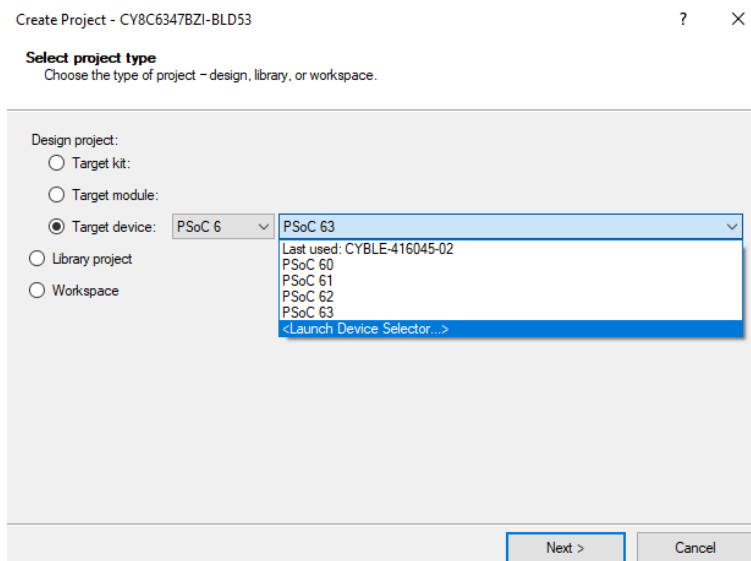 Create Project - CY8C6347BZI-BLD53 ? ×
Select project type
Choose the type of project – design, library, or workspace.
Design project:
Target kit:
Target module:
Target device: PSoC 6 PSoC 63
Last used: CYBLE-416045-02
PSoC 60
Library project
PSoC 61
Workspace
PSoC 62
PSoC 63
<Launch Device Selector...>
Next > Cancel